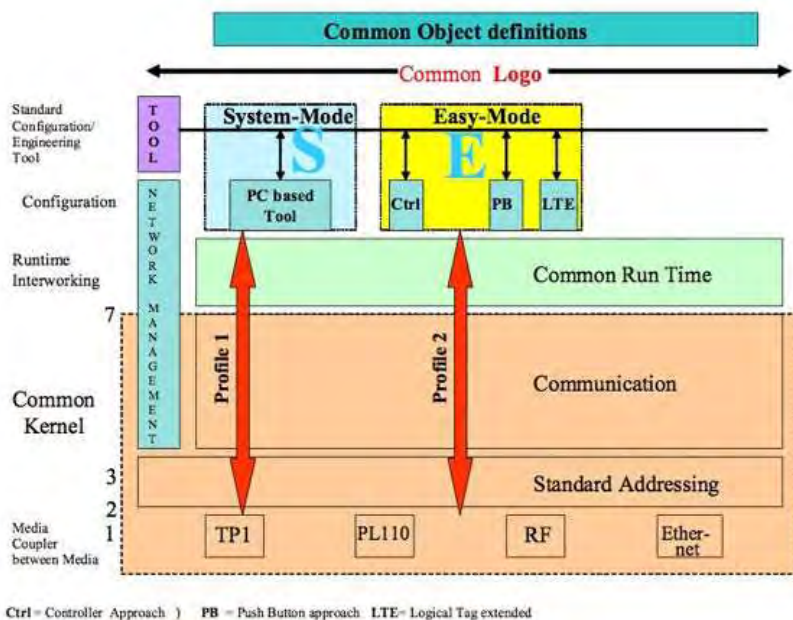 Common Object definitions
Common Logo
Standard
Configuration/
Engineering
Tool
TOOL
System-Mode
S
Easy-Mode
E
Configuration
PC based
Tool
Ctrl
PB
LTE
NETWORK MANAGEMENT
Runtime
Interworking
Common Run Time
7
Profile 1
Profile 2
Communication
Common
Kernel
3
Standard Addressing
2
1
Media
Coupler
between Media
TP1
PL110
RF
Ether-
net
Ctrl = Controller Approach ) PB = Push Button approach LTE= Logical Tag extended